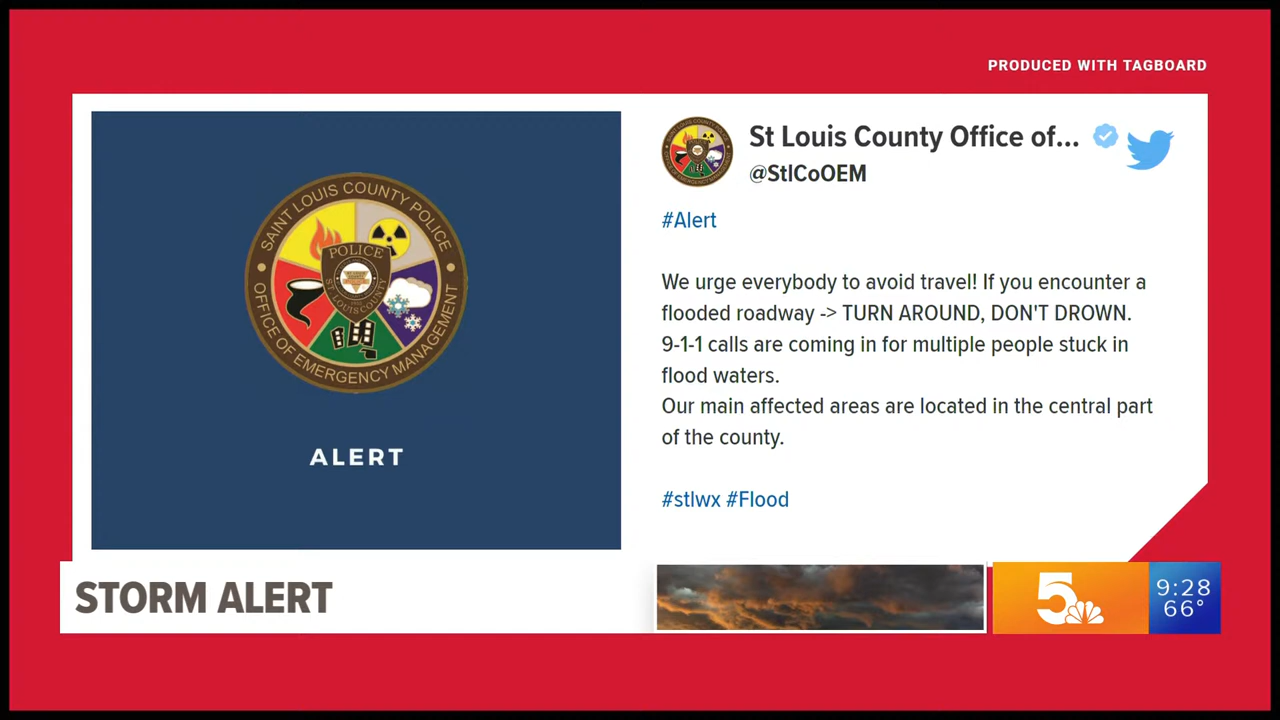 PRODUCED WITH TAGBOARD
SAINT LOUIS COUNTY POLICE
POLICE
ST LOUIS COUNTY
OFFICE OF EMERGENCY MANAGEMENT
ALERT
St Louis County Office of...
@StlCoOEM
#Alert
We urge everybody to avoid travel! If you encounter a
flooded roadway -> TURN AROUND, DON'T DROWN.
9-1-1 calls are coming in for multiple people stuck in
flood waters.
Our main affected areas are located in the central part
of the county.
#stlwx #Flood
STORM ALERT
5
9:28
66°